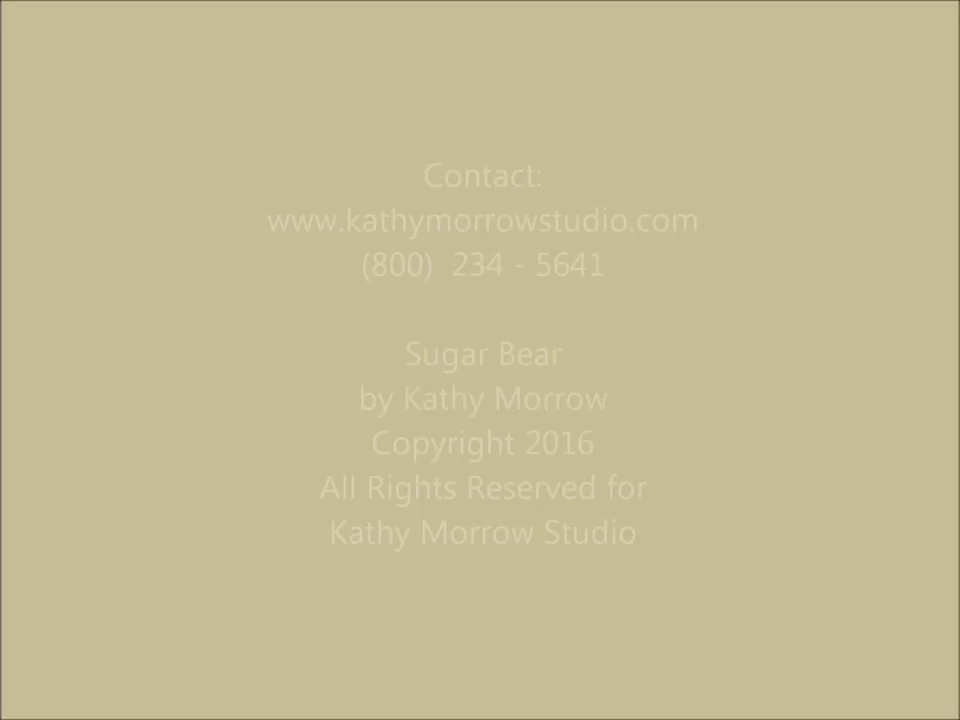 Contact:
www.kathymorrowstudio.com
(800)  234 - 5641
Sugar Bear
by Kathy Morrow
Copyright 2016
All Rights Reserved for
Kathy Morrow Studio